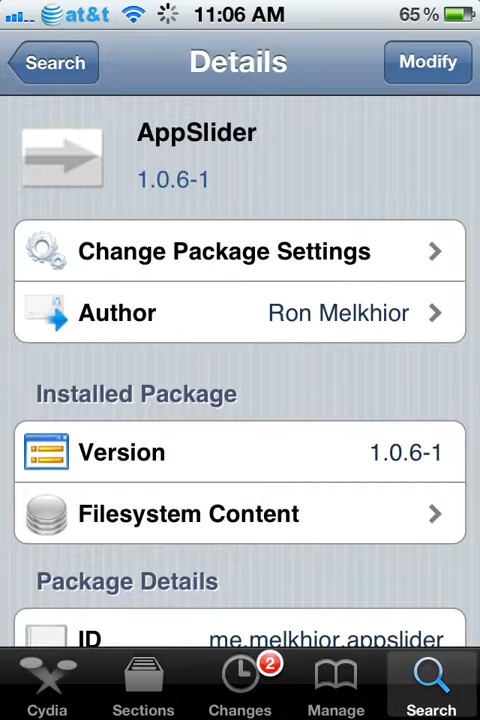 at&t 11:06 AM 65%
Search Details Modify
AppSlider
1.0.6-1
Change Package Settings
Author Ron Melkhior
Installed Package
Version 1.0.6-1
Filesystem Content
Package Details
ID me.melkhior.appslider
2
Cydia Sections Changes Manage Search